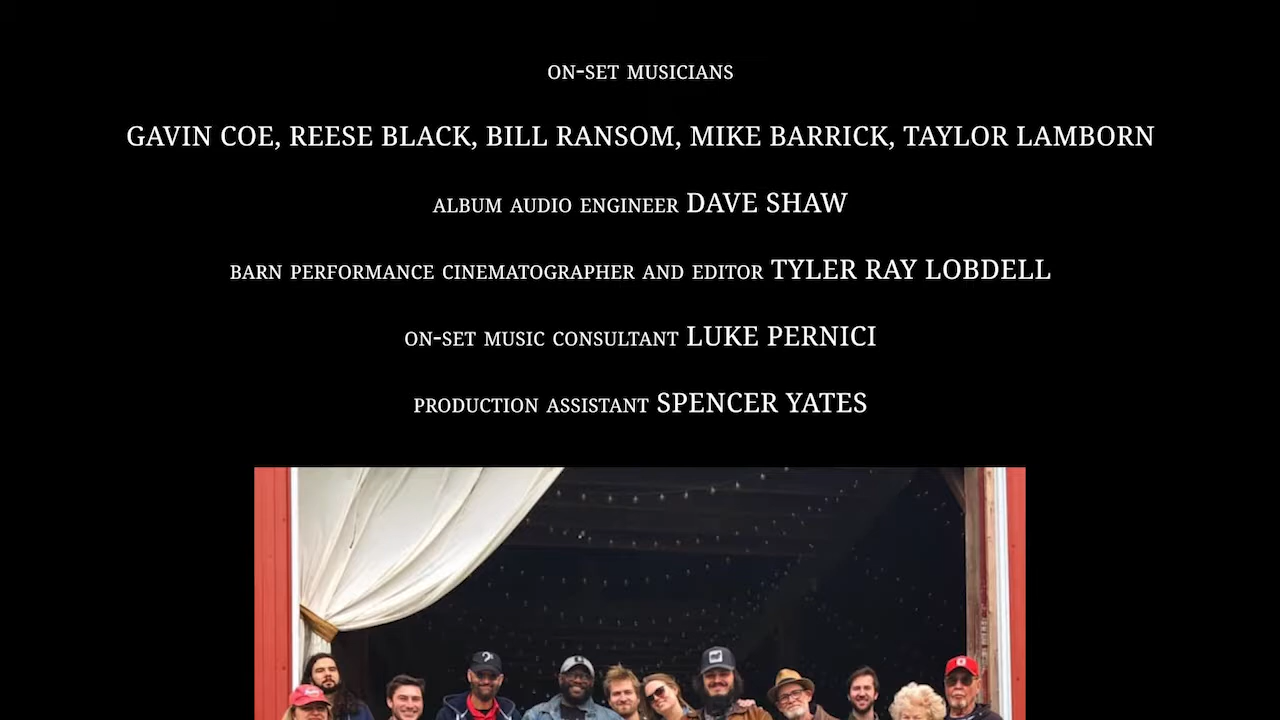 ON-SET MUSICIANS
GAVIN COE, REESE BLACK, BILL RANSOM, MIKE BARRICK, TAYLOR LAMBORN
ALBUM AUDIO ENGINEER DAVE SHAW
BARN PERFORMANCE CINEMATOGRAPHER AND EDITOR TYLER RAY LOBDELL
ON-SET MUSIC CONSULTANT LUKE PERNICI
PRODUCTION ASSISTANT SPENCER YATES